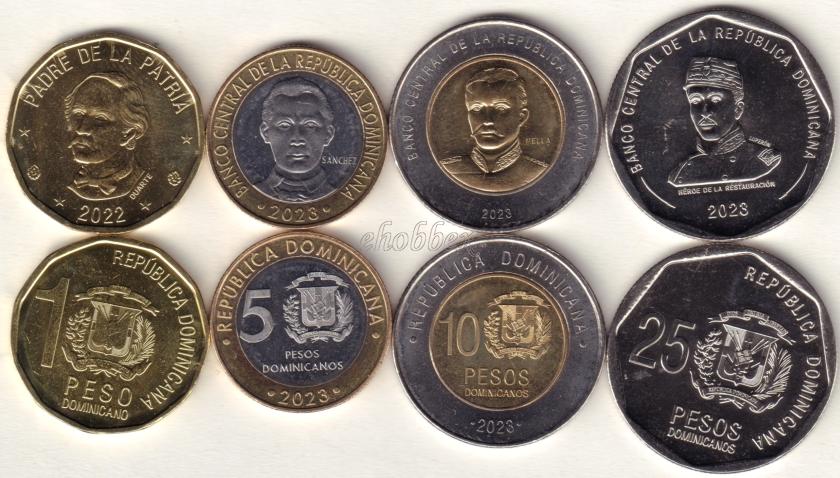 PADRE DE LA PATRIA
DUARTE
2022
BANCO CENTRAL DE LA REPÚBLICA DOMINICANA
SÁNCHEZ
2023
BANCO CENTRAL DE LA REPÚBLICA DOMINICANA
MELLA
2023
BANCO CENTRAL DE LA REPÚBLICA DOMINICANA
LUPERÓN
HÉROE DE LA RESTAURACIÓN
2023
ehobbex
REPÚBLICA DOMINICANA
1
PESO
DOMINICANO
REPÚBLICA DOMINICANA
5
PESOS
DOMINICANOS
2023
REPÚBLICA DOMINICANA
10
PESOS
DOMINICANOS
2023
REPÚBLICA DOMINICANA
25
PESOS
DOMINICANOS